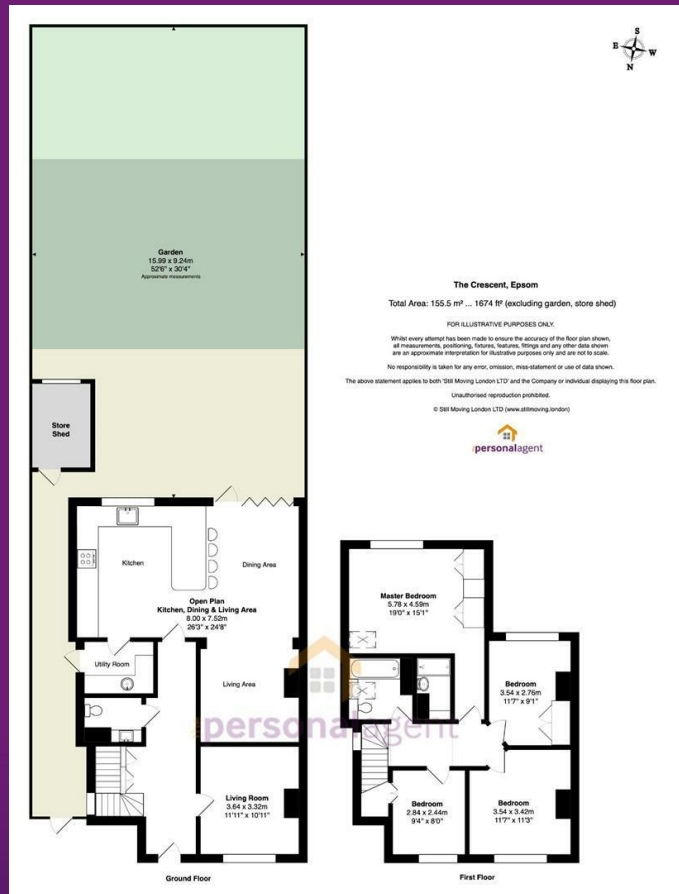 S
E
W
N
Garden
15.99 x 9.24m
52'6" x 30'4"
Approximate measurements
The Crescent, Epsom
Total Area: 155.5 m² ... 1674 ft² (excluding garden, store shed)
FOR ILLUSTRATIVE PURPOSES ONLY.
Whilst every attempt has been made to ensure the accuracy of the floor plan shown,
all measurements, positioning, fixtures, features, fittings and any other data shown
are an approximate interpretation for illustrative purposes only and are not to scale.
No responsibility is taken for any error, omission, miss-statement or use of data shown.
The above statement applies to both 'Still Moving London LTD' and the Company or individual displaying this floor plan.
Unauthorised reproduction prohibited.
© Still Moving London LTD (www.stillmoving.london)
personalagent
Store
Shed
Kitchen
Dining Area
Open Plan
Kitchen, Dining & Living Area
8.00 x 7.52m
26'3" x 24'8"
Utility Room
Living Area
Living Room
3.64 x 3.32m
11'11" x 10'11"
Ground Floor
Master Bedroom
5.78 x 4.59m
19'0" x 15'1"
Bedroom
3.54 x 2.76m
11'7" x 9'1"
Bedroom
2.84 x 2.44m
9'4" x 8'0"
Bedroom
3.54 x 3.42m
11'7" x 11'3"
First Floor
personalagent